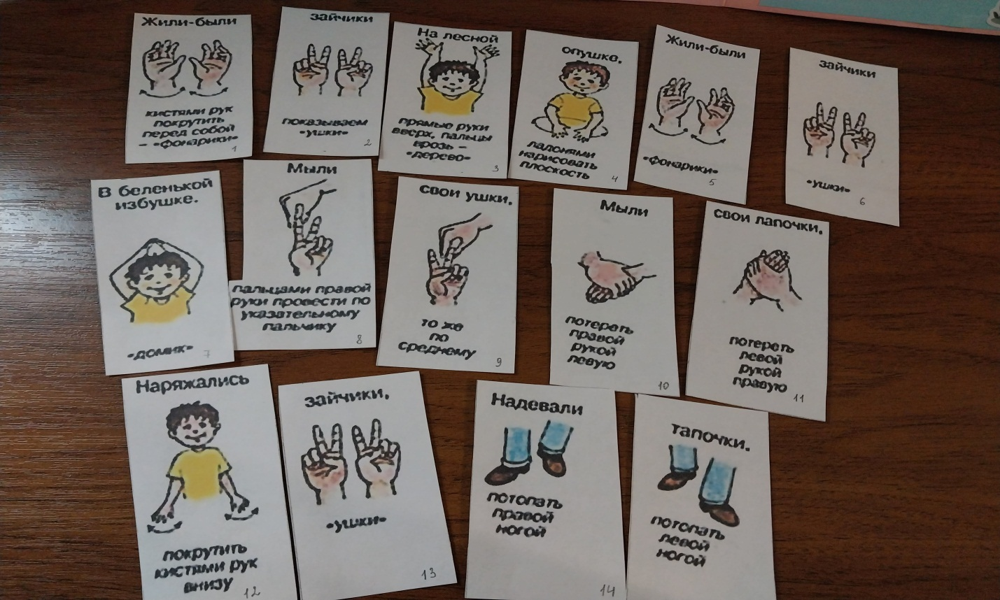 Жили-были
кистями рук
покрутить
перед собой
– «фонарики»
1
зайчики
показываем
«ушки»
2
На лесной
прямые руки
вверх, пальцы
врозь –
«дерево»
3
опушке,
ладонями
нарисовать
плоскость
4
Жили-были
«фонарики»
5
зайчики
«ушки»
6
В беленькой
избушке.
«домик»
7
Мыли
пальцами правой
руки провести по
указательному
пальчику
8
свои ушки,
то же
по
среднему
9
Мыли
потереть
правой
рукой
левую
10
свои лапочки.
потереть
левой
рукой
правую
11
Наряжались
покрутить
кистями рук
внизу
12
зайчики,
«ушки»
13
Надевали
потопать
правой
ногой
14
тапочки.
потопать
левой
ногой